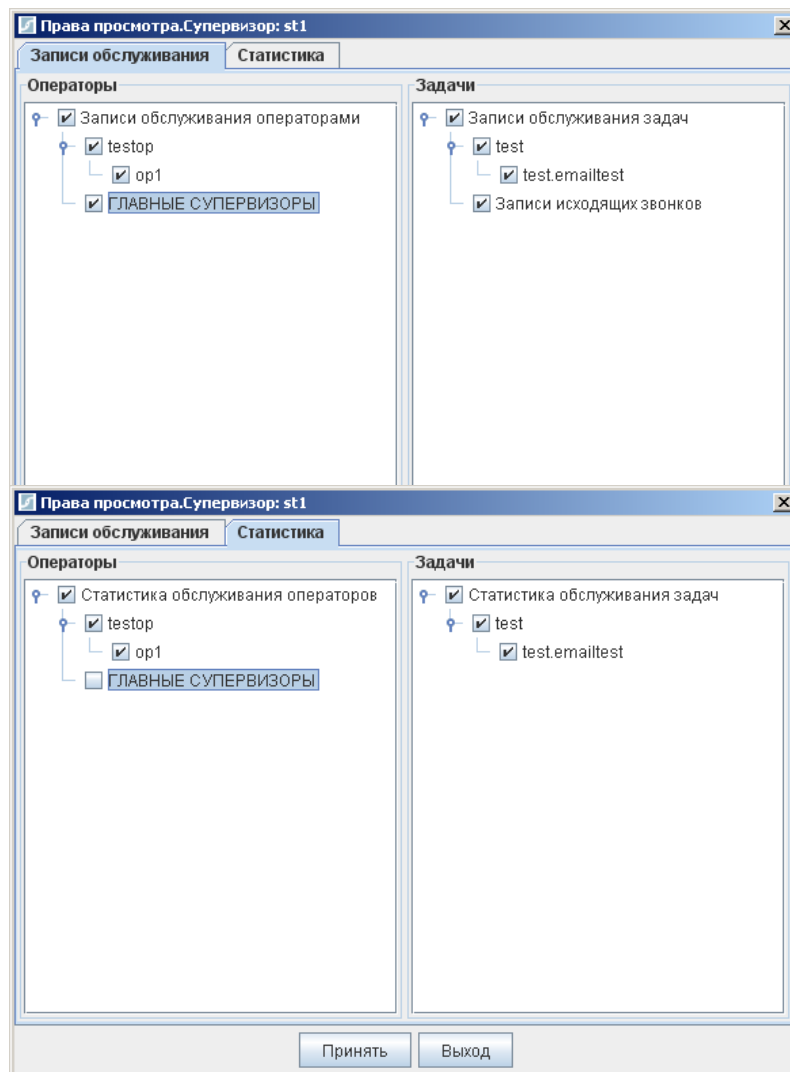 Права просмотра.Супервизор: st1
Записи обслуживания
Статистика
Операторы
Записи обслуживания операторами
testop
op1
ГЛАВНЫЕ СУПЕРВИЗОРЫ
Задачи
Записи обслуживания задач
test
test.emailtest
Записи исходящих звонков
Права просмотра.Супервизор: st1
Записи обслуживания
Статистика
Операторы
Статистика обслуживания операторов
testop
op1
ГЛАВНЫЕ СУПЕРВИЗОРЫ
Задачи
Статистика обслуживания задач
test
test.emailtest
Принять
Выход